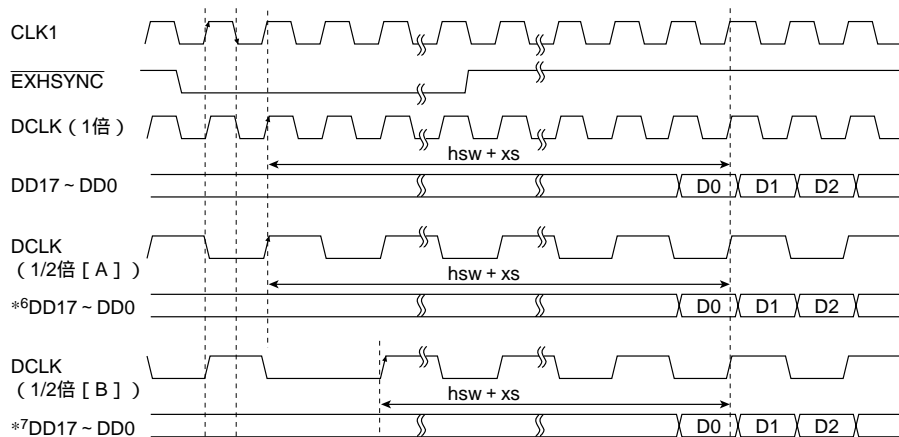 CLK1
EXHSYNC
DCLK（1倍）
hsw + xs
DD17 ~ DD0 D0 D1 D2
DCLK
（1/2倍［A］）
hsw + xs
*6DD17 ~ DD0 D0 D1 D2
DCLK
（1/2倍［B］）
hsw + xs
*7DD17 ~ DD0 D0 D1 D2